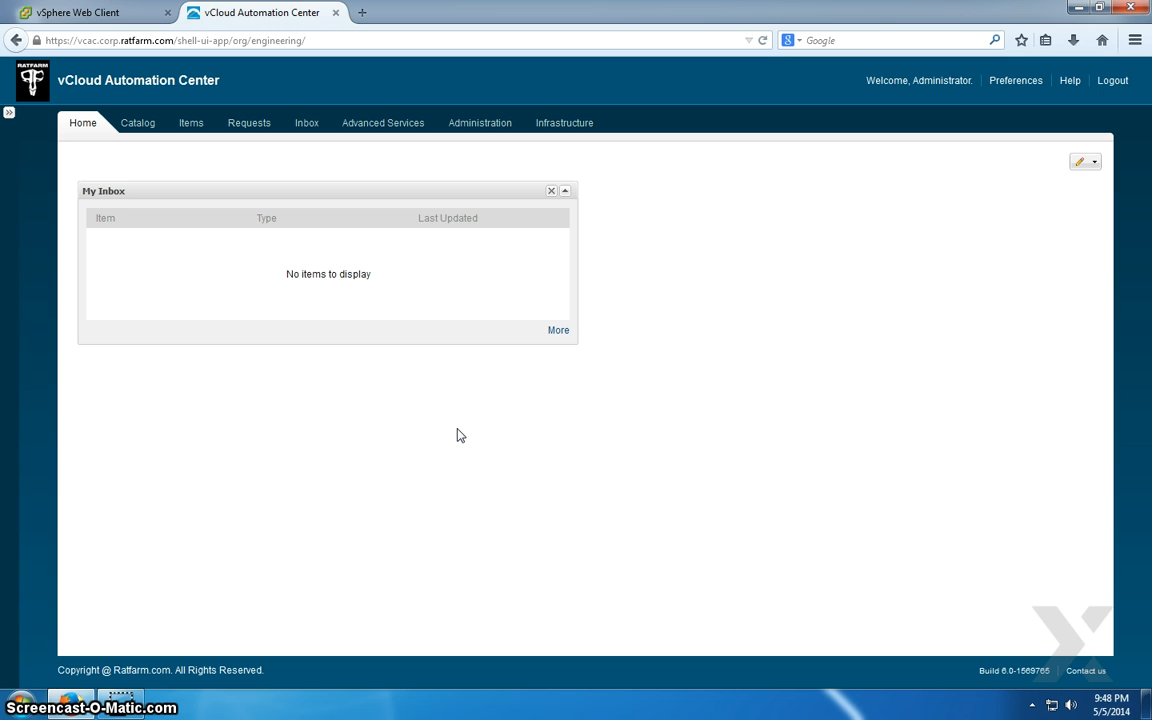 vSphere Web Client
vCloud Automation Center
https://vcac.corp.ratfarm.com/shell-ui-app/org/engineering/
Google
RATFARM
vCloud Automation Center
Welcome, Administrator.
Preferences
Help
Logout
Home
Catalog
Items
Requests
Inbox
Advanced Services
Administration
Infrastructure
My Inbox
Item Type Last Updated
No items to display
More
Copyright @ Ratfarm.com. All Rights Reserved.
Build 6.0-1569765
Contact us
Screencast-O-Matic.com
9:48 PM
5/5/2014